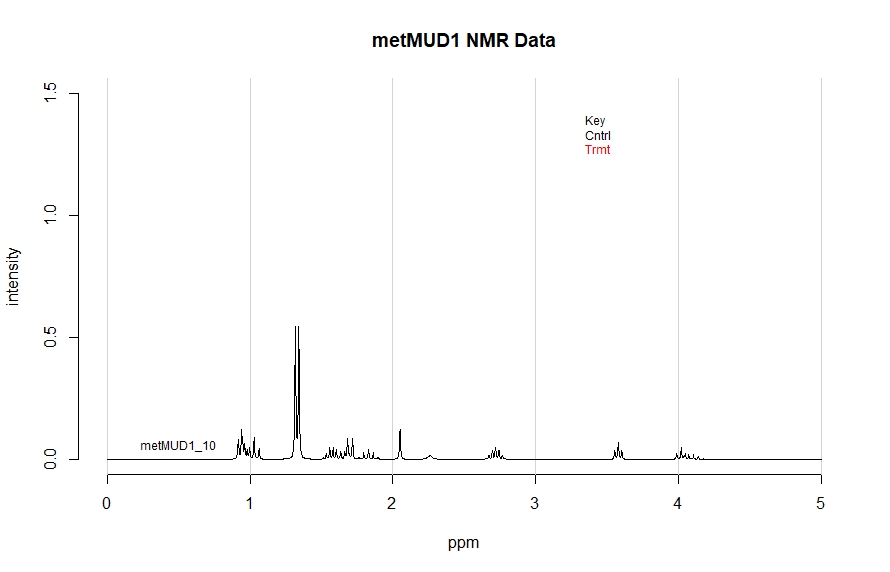 metMUD1 NMR Data
1.5
Key
Cntrl
Trmt
1.0
intensity
0.5
metMUD1_10
0.0
0 1 2 3 4 5
ppm